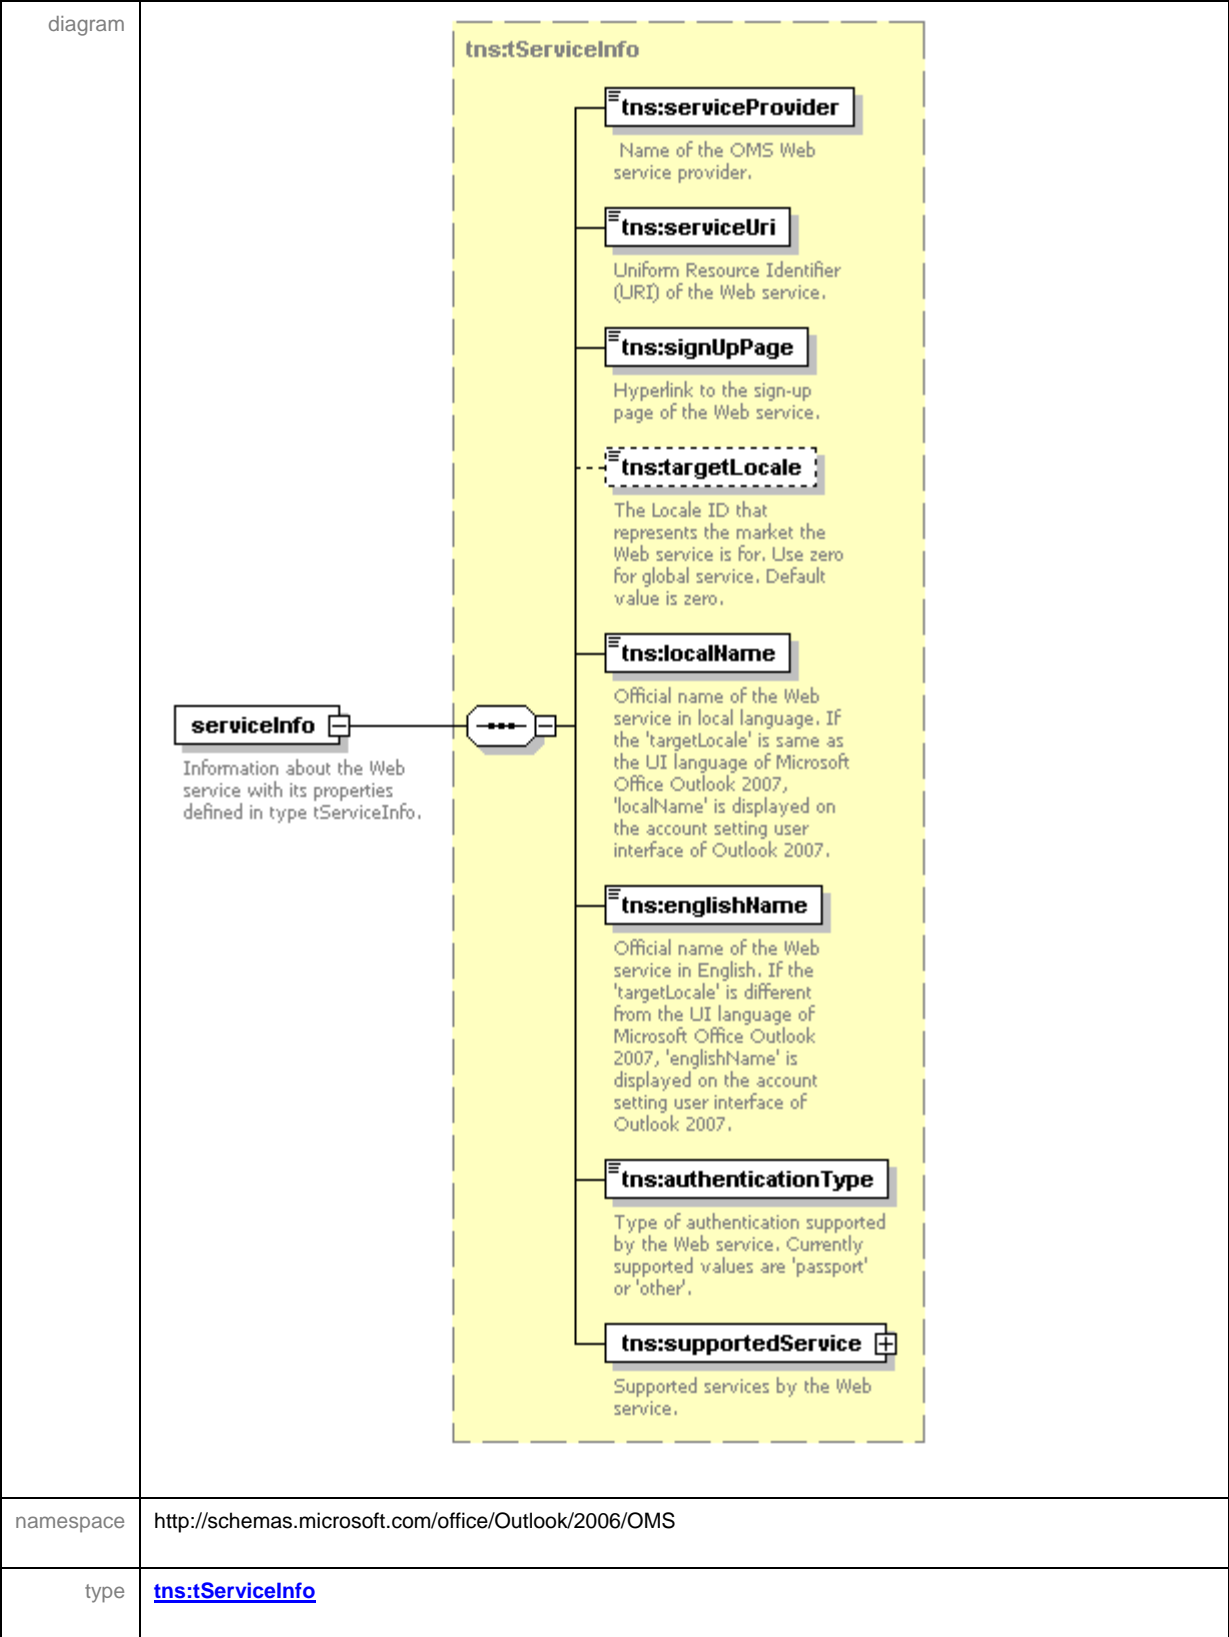 diagram
tns:tServiceInfo
tns:serviceProvider
Name of the OMS Web
service provider.
tns:serviceUri
Uniform Resource Identifier
(URI) of the Web service.
tns:signUpPage
Hyperlink to the sign-up
page of the Web service.
tns:targetLocale
The Locale ID that
represents the market the
Web service is for. Use zero
for global service. Default
value is zero.
tns:localName
Official name of the Web
service in local language. If
the 'targetLocale' is same as
the UI language of Microsoft
Office Outlook 2007,
'localName' is displayed on
the account setting user
interface of Outlook 2007.
serviceInfo
Information about the Web
service with its properties
defined in type tServiceInfo.
tns:englishName
Official name of the Web
service in English. If the
'targetLocale' is different
from the UI language of
Microsoft Office Outlook
2007, 'englishName' is
displayed on the account
setting user interface of
Outlook 2007.
tns:authenticationType
Type of authentication supported
by the Web service. Currently
supported values are 'passport'
or 'other'.
tns:supportedService
Supported services by the Web
service.
namespace
http://schemas.microsoft.com/office/Outlook/2006/OMS
type
tns:tServiceInfo